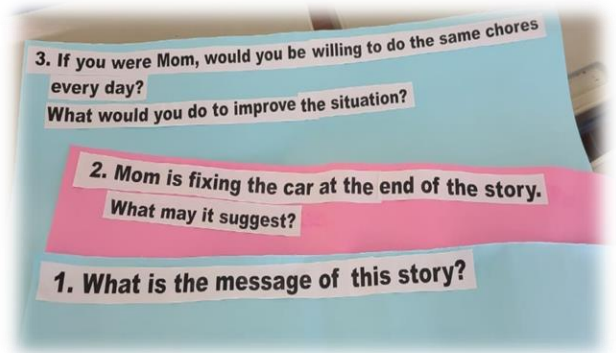 3. If you were Mom, would you be willing to do the same chores
every day?
What would you do to improve the situation?
2. Mom is fixing the car at the end of the story.
What may it suggest?
1. What is the message of this story?